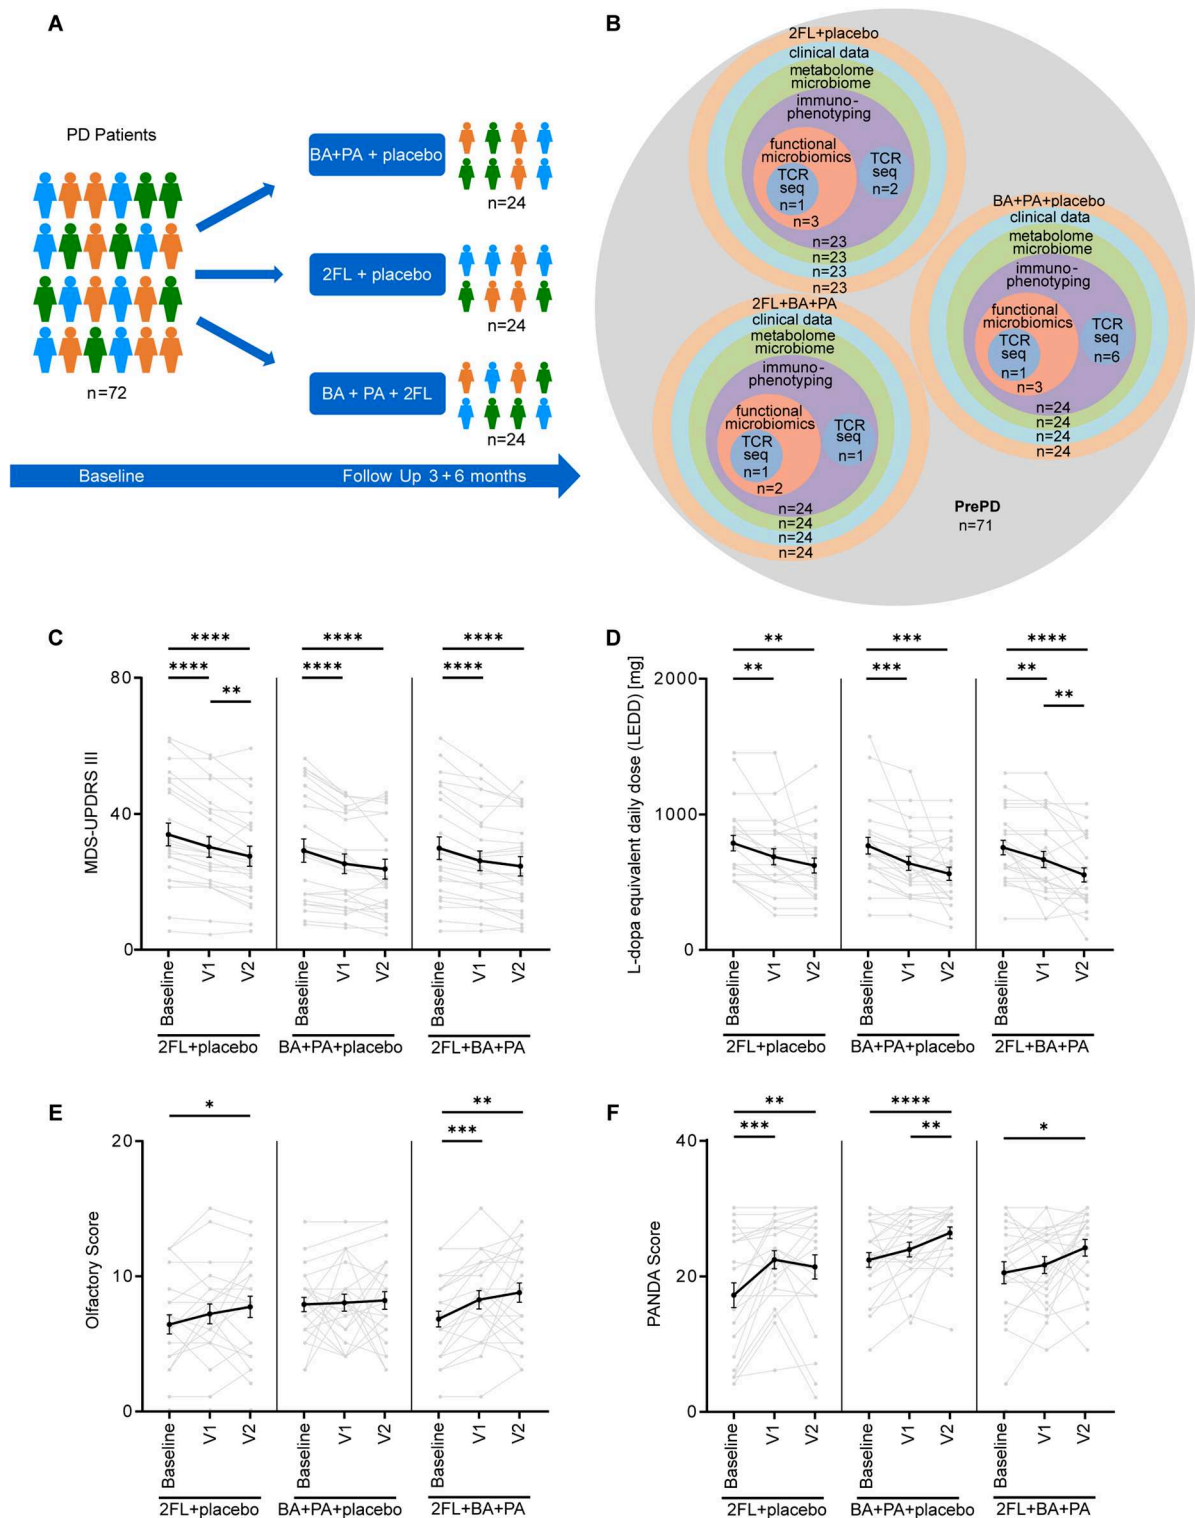 A
PD Patients
n=72
BA+PA + placebo
n=24
2FL + placebo
n=24
BA + PA + 2FL
n=24
Baseline
Follow Up 3 + 6 months
B
2FL+placebo
clinical data
metabolome
microbiome
immuno-
phenotyping
functional
microbiomics
TCR
seq
n=1
n=3
TCR
seq
n=2
n=23
n=23
n=23
n=23
BA+PA+placebo
clinical data
metabolome
microbiome
immuno-
phenotyping
functional
microbiomics
TCR
seq
n=1
n=3
TCR
seq
n=6
n=24
n=24
n=24
n=24
2FL+BA+PA
clinical data
metabolome
microbiome
immuno-
phenotyping
functional
microbiomics
TCR
seq
n=1
n=2
TCR
seq
n=1
n=24
n=24
n=24
n=24
PrePD
n=71
C
MDS-UPDRS III
80
40
0
**** **** ****
**** **** ****
**
Baseline V1 V2 Baseline V1 V2 Baseline V1 V2
2FL+placebo BA+PA+placebo 2FL+BA+PA
D
L-dopa equivalent daily dose (LEDD) [mg]
2000
1000
0
** *** ****
** *** **
**
Baseline V1 V2 Baseline V1 V2 Baseline V1 V2
2FL+placebo BA+PA+placebo 2FL+BA+PA
E
Olfactory Score
20
10
0
* **
***
Baseline V1 V2 Baseline V1 V2 Baseline V1 V2
2FL+placebo BA+PA+placebo 2FL+BA+PA
F
PANDA Score
40
20
0
** **** *
*** **
Baseline V1 V2 Baseline V1 V2 Baseline V1 V2
2FL+placebo BA+PA+placebo 2FL+BA+PA